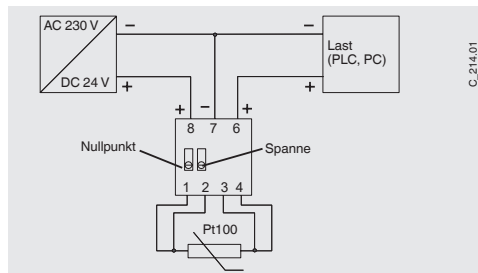 AC 230 V
DC 24 V
–
+
–
+
Last
(PLC, PC)
C_214.01
+ – +
8 7 6
Nullpunkt
Spanne
1 2 3 4
Pt100